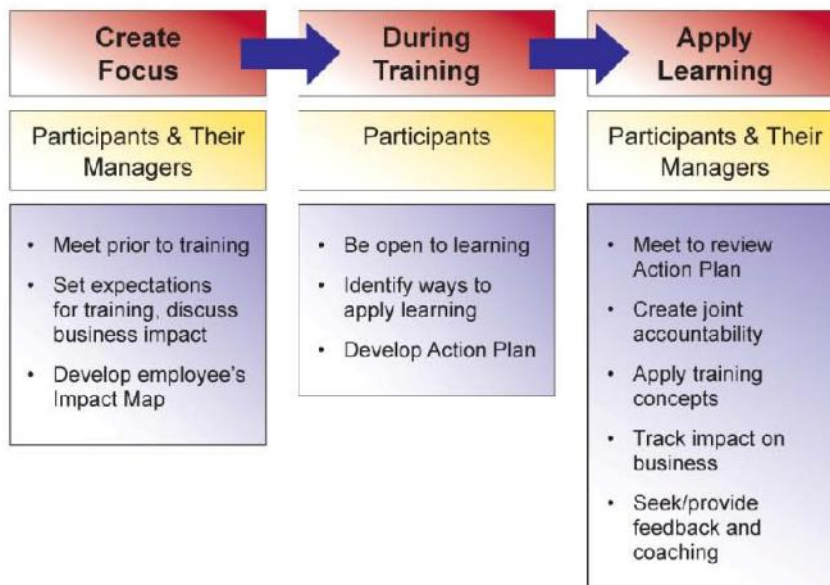 Create
Focus
During
Training
Apply
Learning
Participants & Their
Managers
Participants
Participants & Their
Managers
• Meet prior to training
• Set expectations
for training, discuss
business impact
• Develop employee's
Impact Map
• Be open to learning
• Identify ways to
apply learning
• Develop Action Plan
• Meet to review
Action Plan
• Create joint
accountability
• Apply training
concepts
• Track impact on
business
• Seek/provide
feedback and
coaching